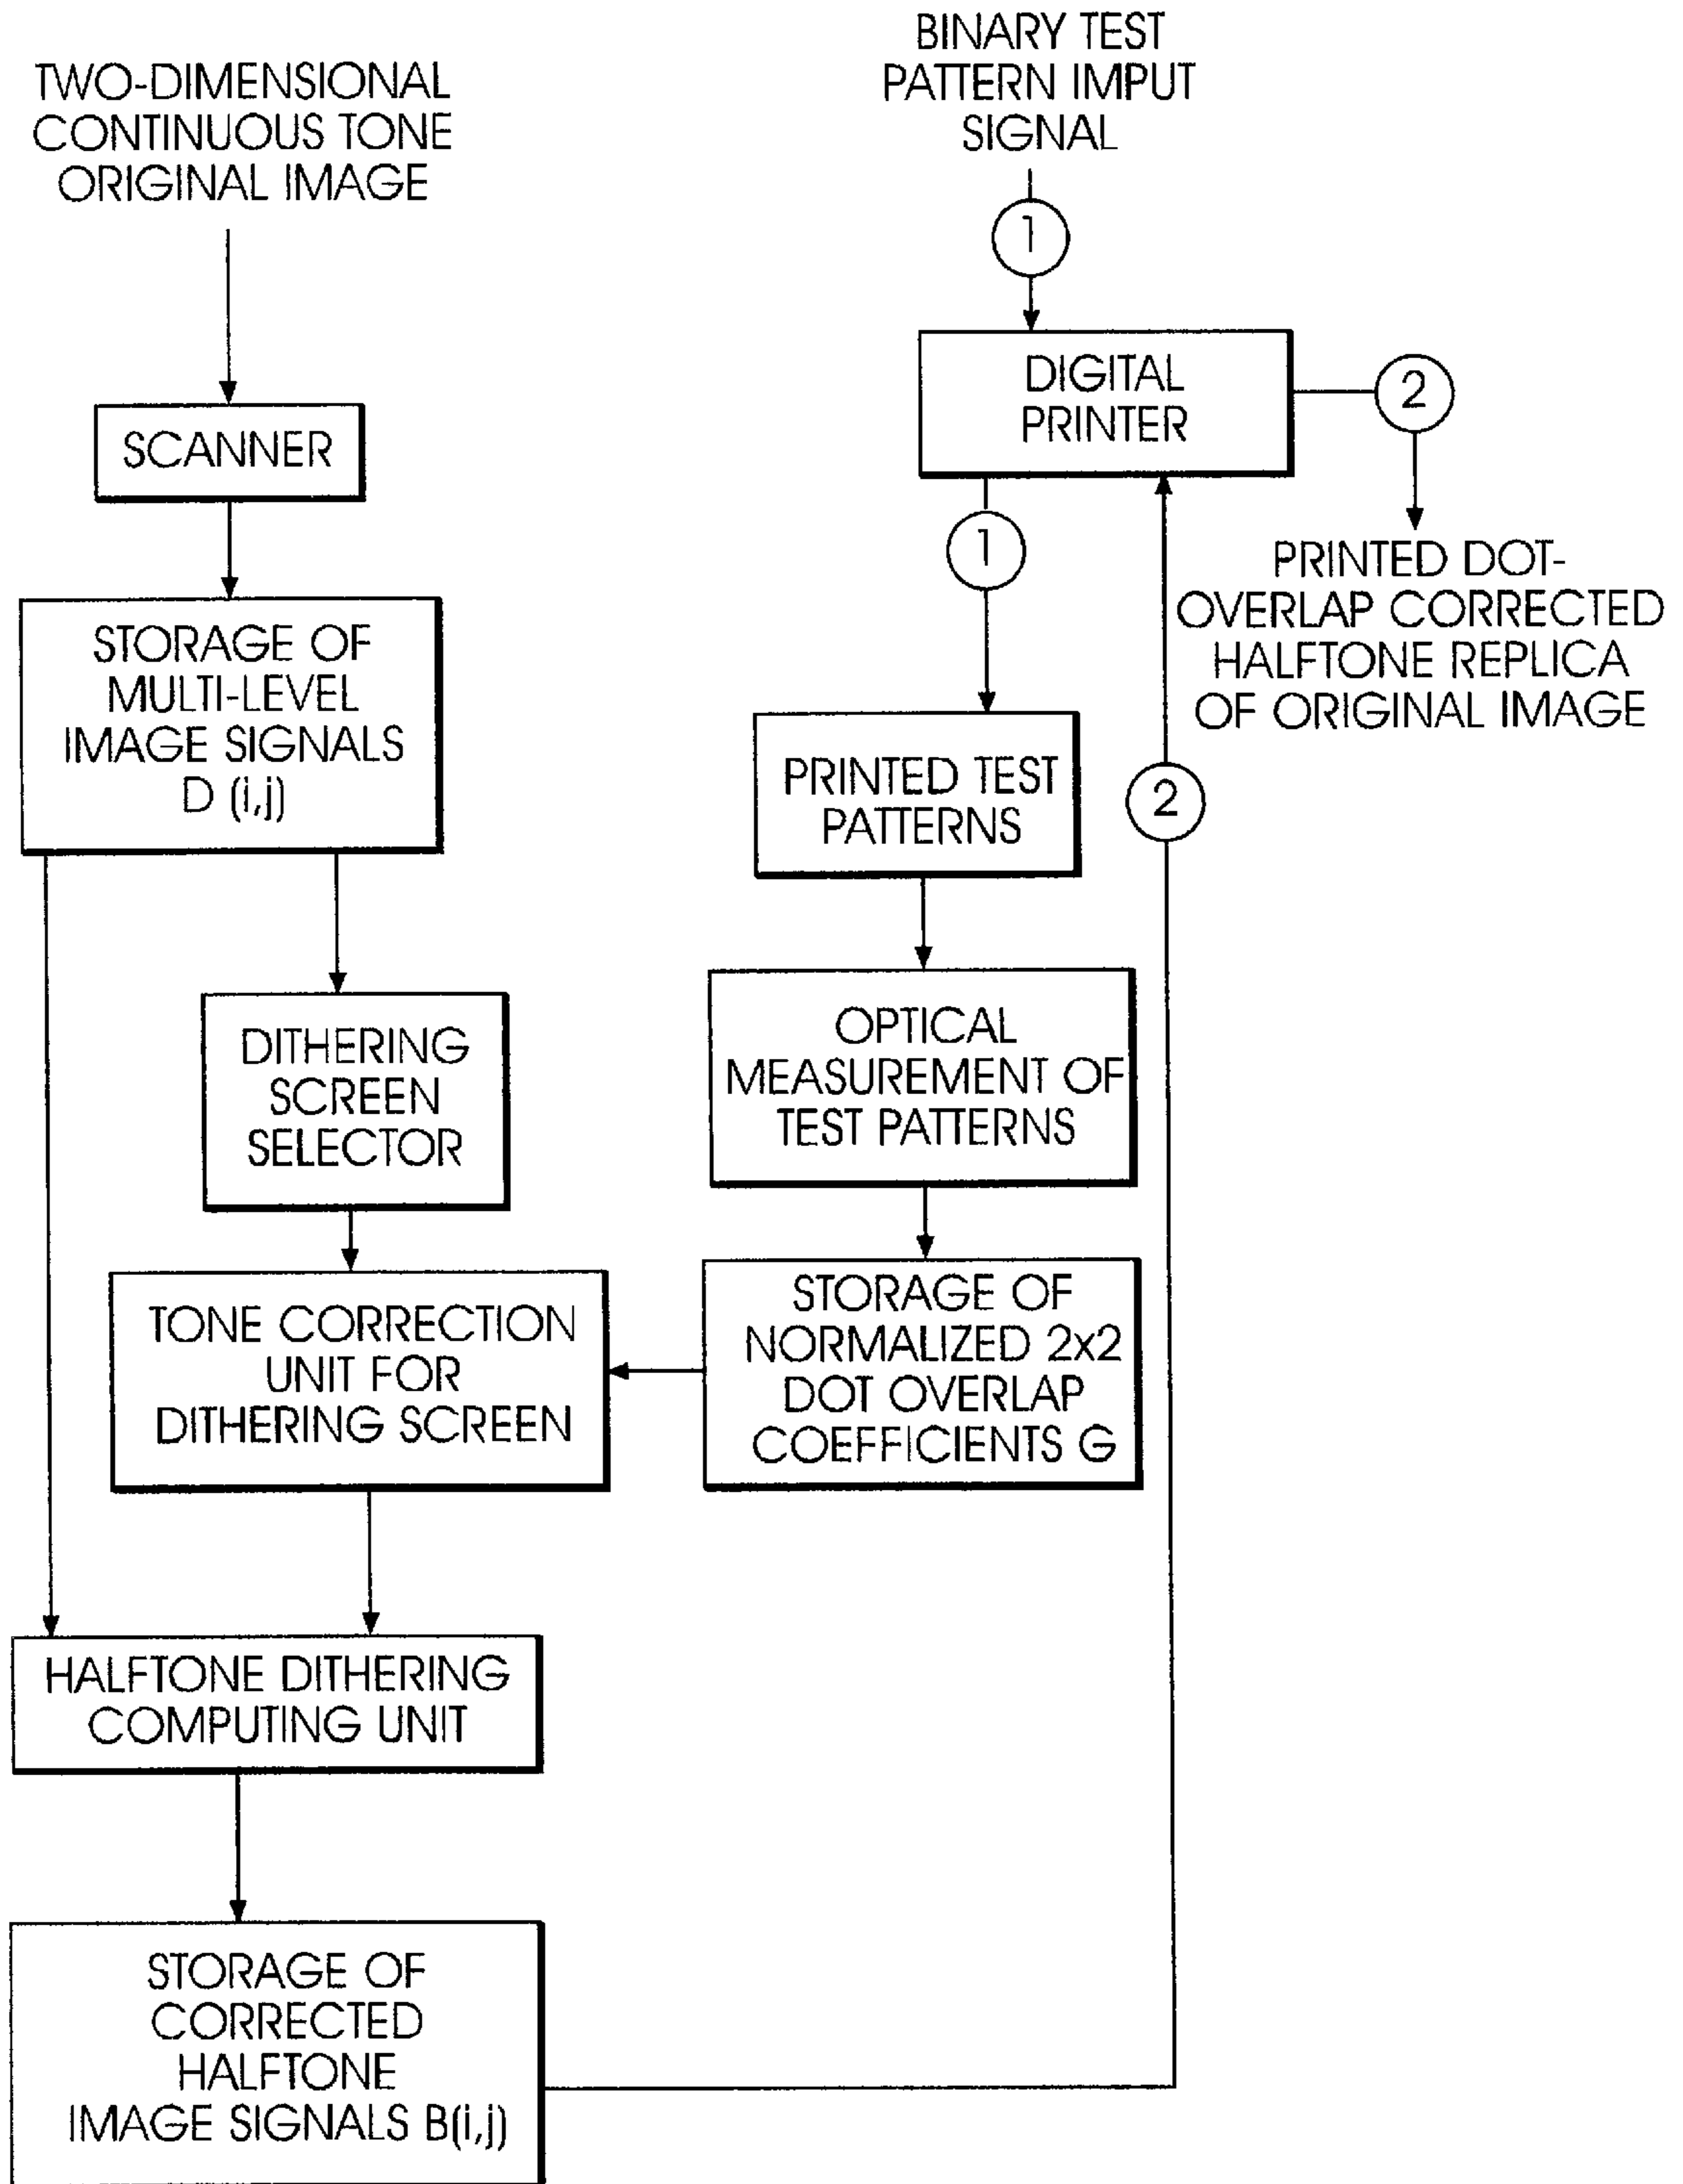 TWO-DIMENSIONAL
CONTINUOUS TONE
ORIGINAL IMAGE
SCANNER
STORAGE OF
MULTI-LEVEL
IMAGE SIGNALS
D (i,j)
DITHERING
SCREEN
SELECTOR
TONE CORRECTION
UNIT FOR
DITHERING SCREEN
HALFTONE DITHERING
COMPUTING UNIT
STORAGE OF
CORRECTED
HALFTONE
IMAGE SIGNALS B(i,j)
BINARY TEST
PATTERN IMPUT
SIGNAL
1
DIGITAL
PRINTER
2
PRINTED DOT-
OVERLAP CORRECTED
HALFTONE REPLICA
OF ORIGINAL IMAGE
1
PRINTED TEST
PATTERNS
2
OPTICAL
MEASUREMENT OF
TEST PATTERNS
STORAGE OF
NORMALIZED 2x2
DOT OVERLAP
COEFFICIENTS G